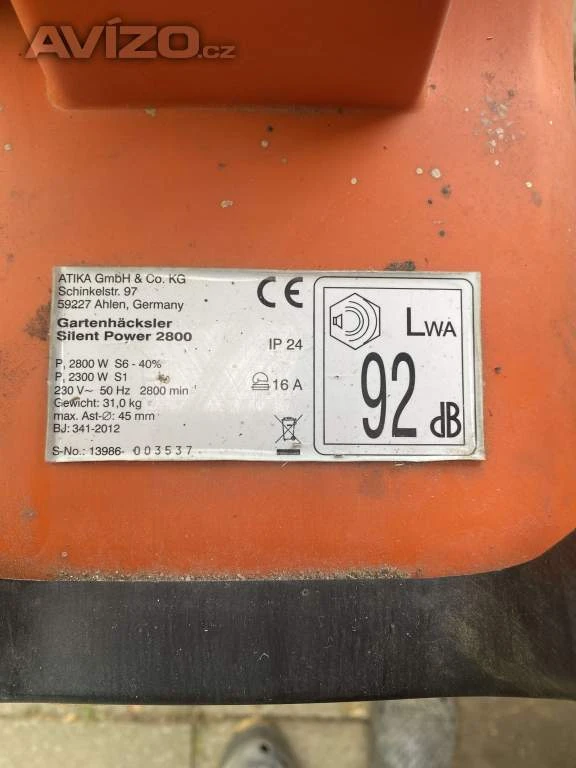 AVÍZO.cz
ATIKA GmbH & Co. KG
Schinkelstr. 97
59227 Ahlen, Germany
Gartenhäcksler
Silent Power 2800
IP 24
P₁ 2800 W S6 - 40%
P₁ 2300 W S1
230 V~ 50 Hz 2800 min
16 A
Gewicht: 31,0 kg
max. Ast-∅: 45 mm
BJ: 341-2012
S-No.: 13986- 003537
CE
LWA
92 dB